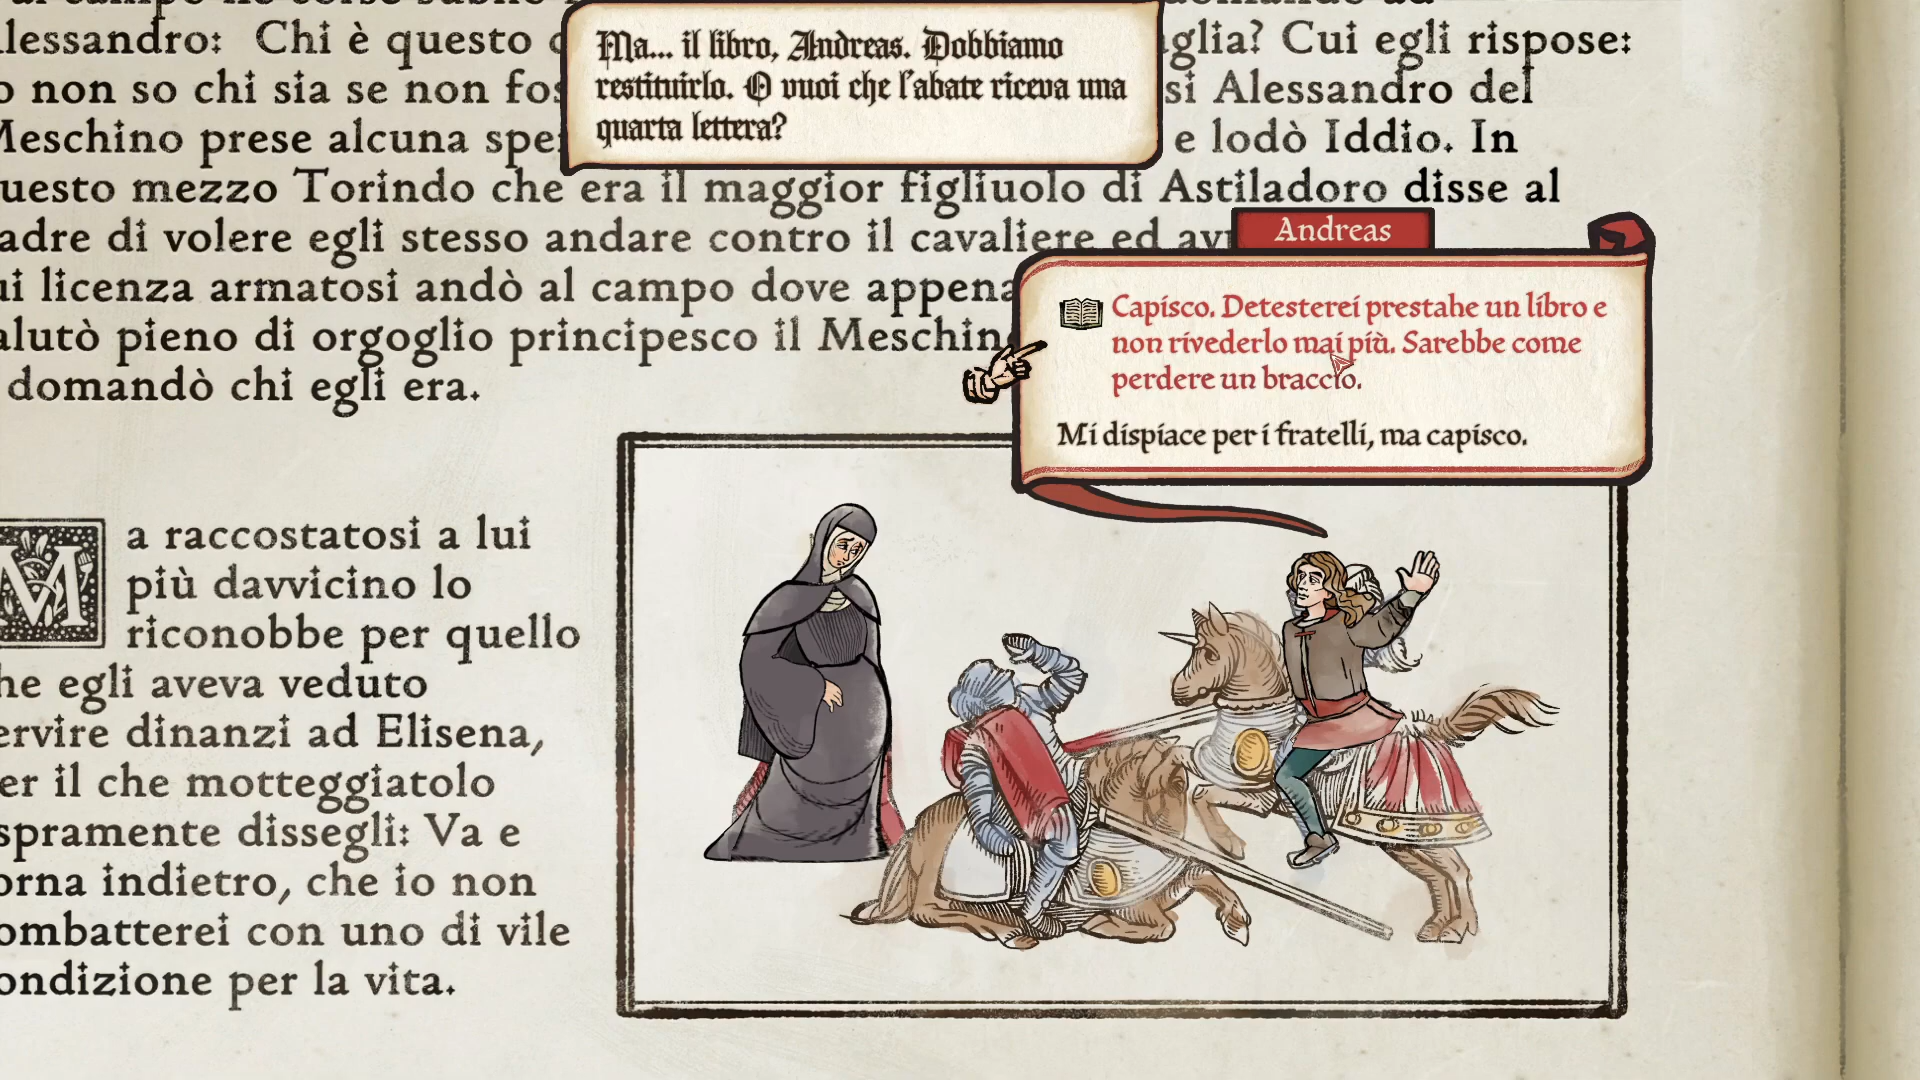 Ma... il libro, Andreas. Dobbiamo
restituirlo. O vuoi che l'abate riceva una
quarta lettera?
lessandro: Chi è questo
aglia? Cui egli rispose:
o non so chi sia se non fos
si Alessandro del
Meschino prese alcuna spe
e lodò Iddio. In
uesto mezzo Torindo che era il maggior figliuolo di Astiladoro disse al
adre di volere egli stesso andare contro il cavaliere ed avu
ui licenza armatosi andò al campo dove appena
alutò pieno di orgoglio principesco il Meschin
domandò chi egli era.
Andreas
Capisco. Detesterei prestahe un libro e
non rivederlo mai più. Sarebbe come
perdere un braccio.
Mi dispiace per i fratelli, ma capisco.
M
a raccostatosi a lui
più davvicino lo
riconobbe per quello
he egli aveva veduto
ervire dinanzi ad Elisena,
er il che motteggiatolo
spramente dissegli: Va e
orna indietro, che io non
ombatterei con uno di vile
ondizione per la vita.